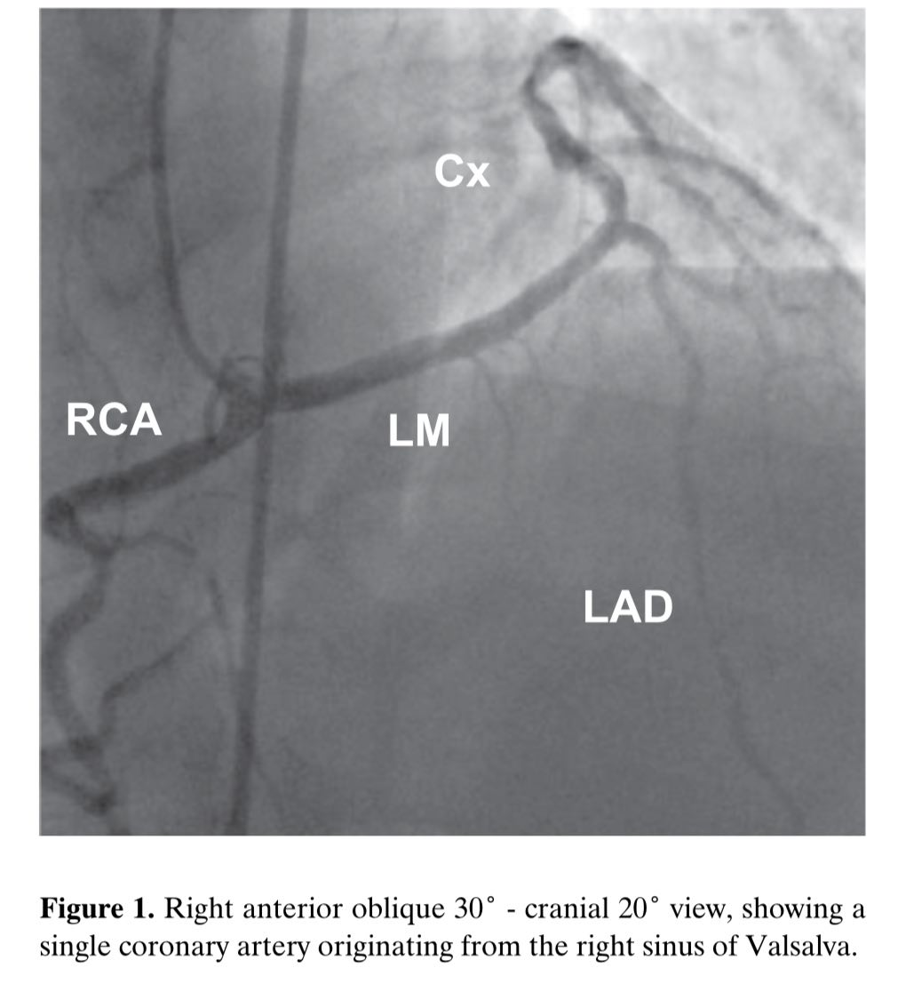 Cx
RCA
LM
LAD
Figure 1. Right anterior oblique 30° - cranial 20° view, showing a
single coronary artery originating from the right sinus of Valsalva.